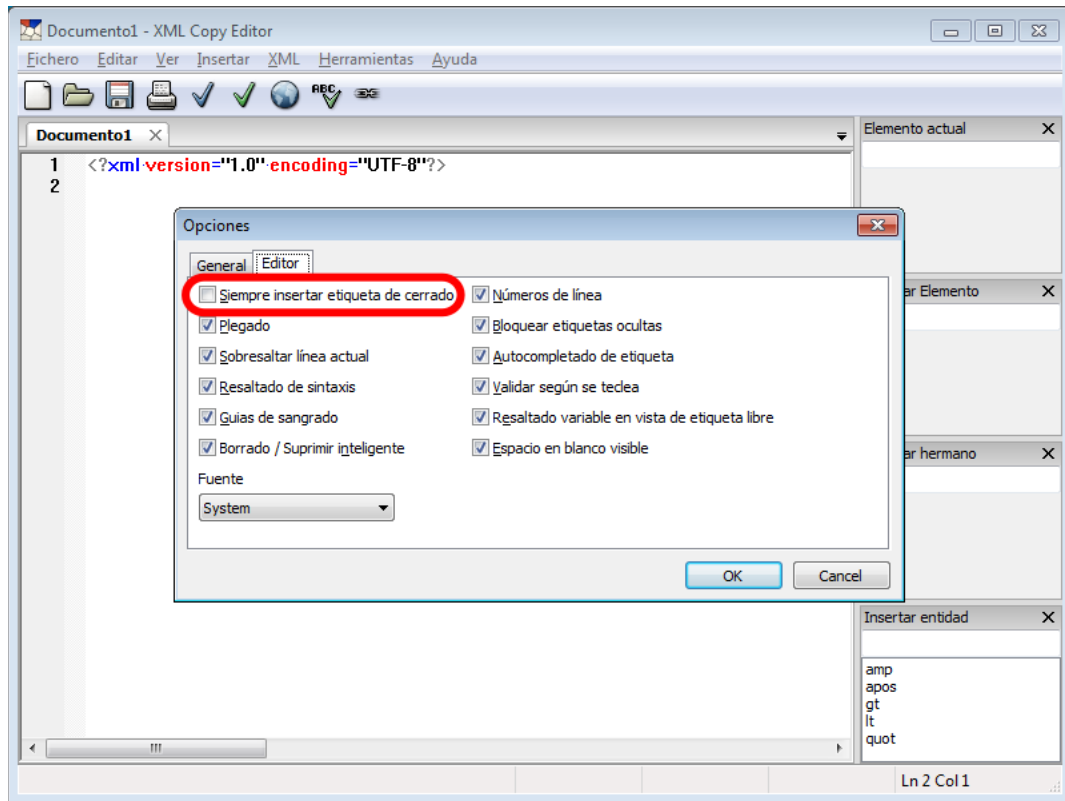 Documento1 - XML Copy Editor
Fichero Editar Ver Insertar XML Herramientas Ayuda
ABC
Documento1
Elemento actual
1 <?xml version="1.0" encoding="UTF-8"?>
2
Opciones
General Editor
Siempre insertar etiqueta de cerrado
Números de línea
ar Elemento
Plegado
Bloquear etiquetas ocultas
Sobresaltar línea actual
Autocompletado de etiqueta
Resaltado de sintaxis
Validar según se teclea
Guias de sangrado
Resaltado variable en vista de etiqueta libre
Borrado / Suprimir inteligente
Espacio en blanco visible
ar hermano
Fuente
System
OK
Cancel
Insertar entidad
amp
apos
gt
lt
quot
Ln 2 Col 1